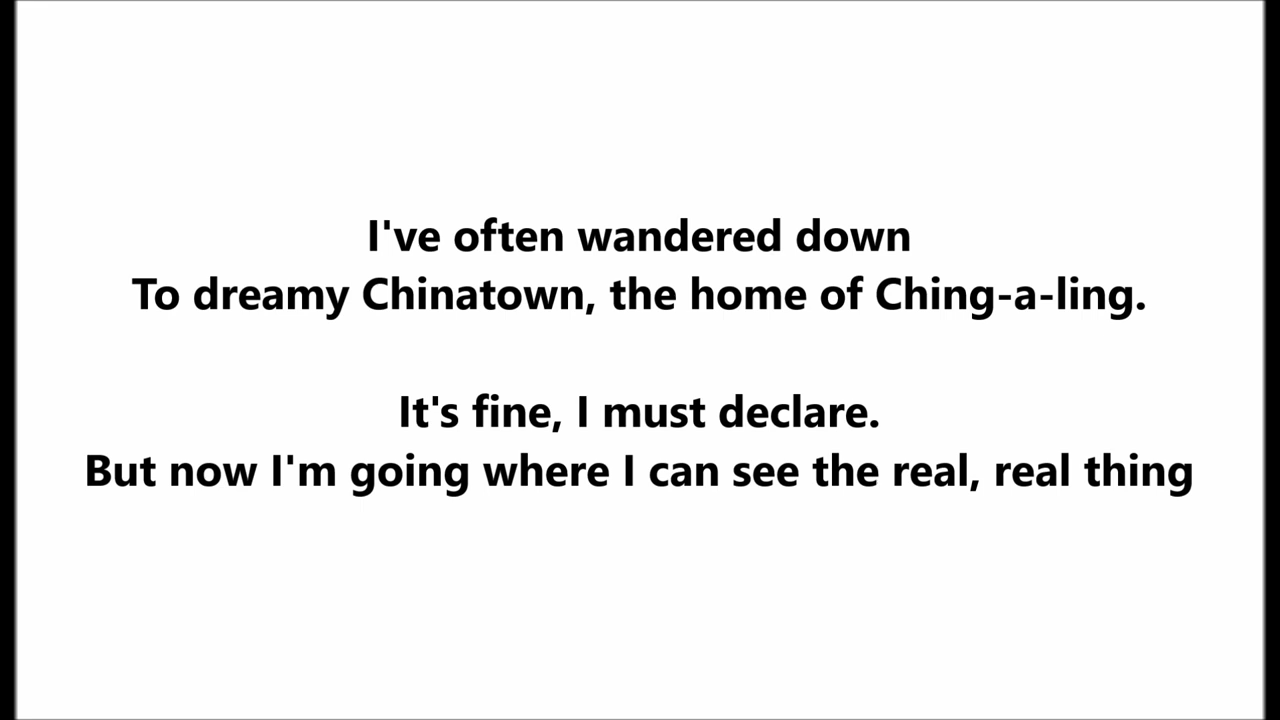 I've often wandered down
To dreamy Chinatown, the home of Ching-a-ling.
It's fine, I must declare.
But now I'm going where I can see the real, real thing